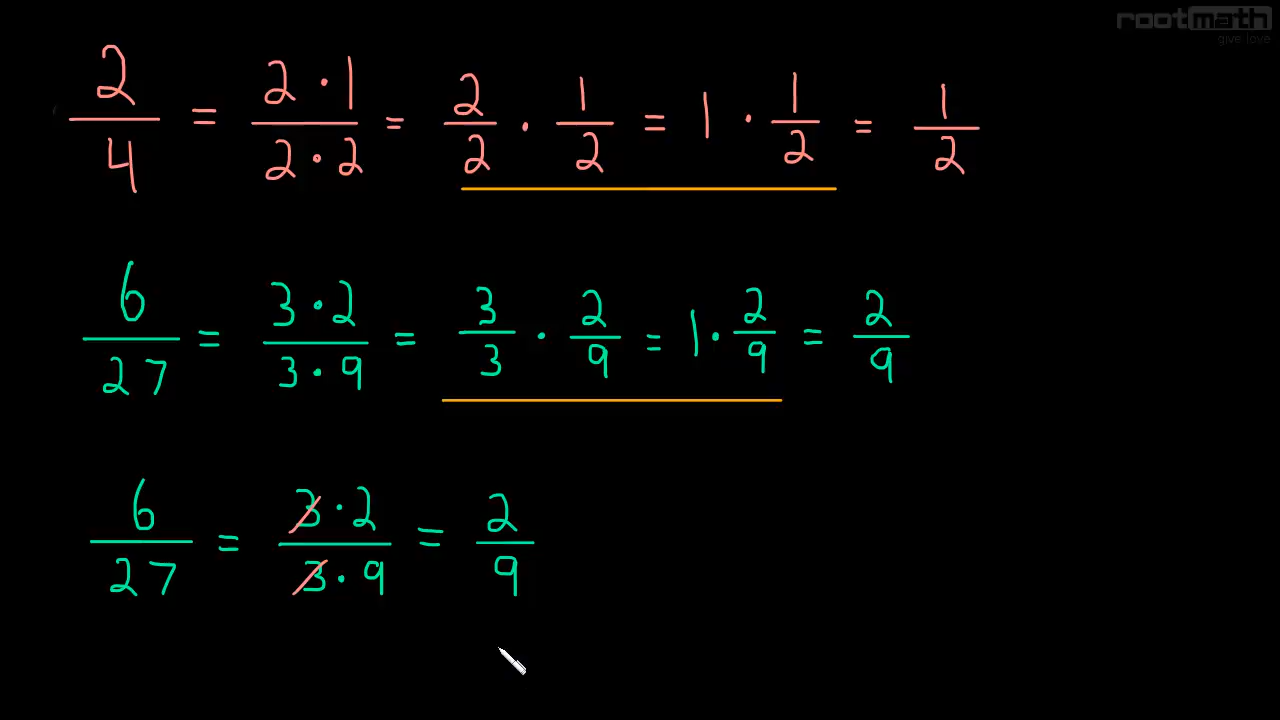 rootmath
give love
2/4 = 2·1/2·2 = 2/2 · 1/2 = 1 · 1/2 = 1/2
6/27 = 3·2/3·9 = 3/3 · 2/9 = 1 · 2/9 = 2/9
6/27 = 3·2/3·9 = 2/9